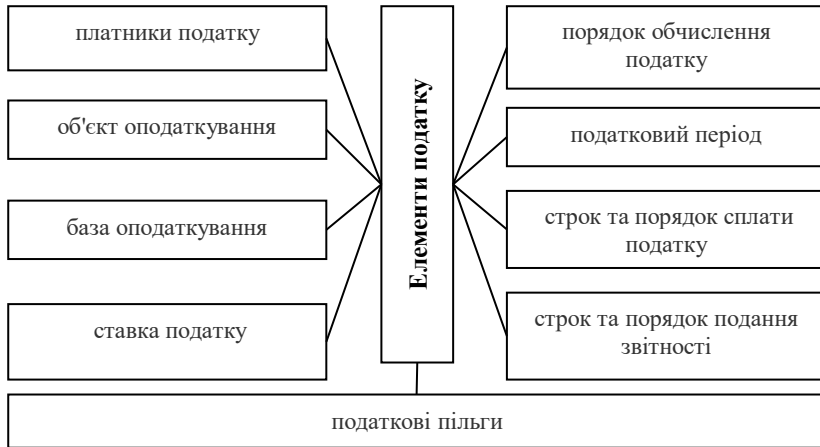 платники податку
об'єкт оподаткування
база оподаткування
ставка податку
Елементи податку
порядок обчислення
податку
податковий період
строк та порядок сплати
податку
строк та порядок подання
звітності
податкові пільги